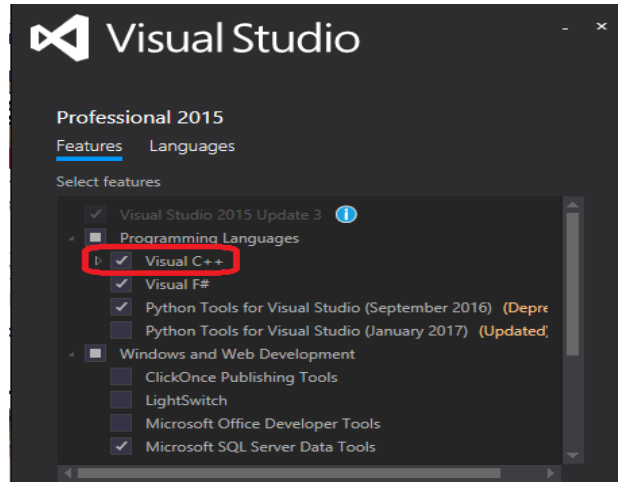 Visual Studio
Professional 2015
Features Languages
Select features
Visual Studio 2015 Update 3
Programming Languages
Visual C++
Visual F#
Python Tools for Visual Studio (September 2016) (Depre
Python Tools for Visual Studio (January 2017) (Updated)
Windows and Web Development
ClickOnce Publishing Tools
LightSwitch
Microsoft Office Developer Tools
Microsoft SQL Server Data Tools